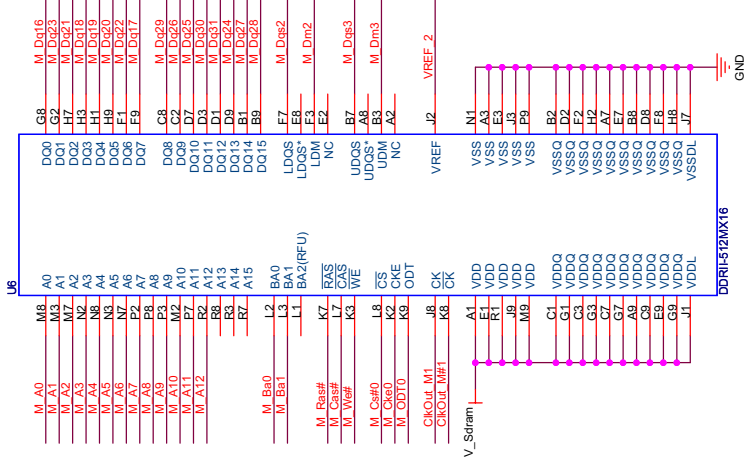 M_Dq16
M_Dq23
M_Dq21
M_Dq18
M_Dq19
M_Dq20
M_Dq22
M_Dq17
M_Dq29
M_Dq26
M_Dq25
M_Dq30
M_Dq31
M_Dq24
M_Dq27
M_Dq28
M_Dqs2
M_Dm2
M_Dqs3
M_Dm3
VREF_2
GND
G8
G2
H7
H3
H1
H9
F1
F9
C8
C2
D7
D3
D1
D9
B1
B9
F7
E8
F3
E2
B7
A8
B3
A2
J2
N1
A3
E3
J3
P9
B2
D2
F2
H2
A7
E7
B8
D8
F8
H8
J7
DQ0
DQ1
DQ2
DQ3
DQ4
DQ5
DQ6
DQ7
DQ8
DQ9
DQ10
DQ11
DQ12
DQ13
DQ14
DQ15
LDQS
LDQS*
LDM
NC
UDQS
UDQS*
UDM
NC
VREF
VSS
VSS
VSS
VSS
VSS
VSSQ
VSSQ
VSSQ
VSSQ
VSSQ
VSSQ
VSSQ
VSSQ
VSSQ
VSSQ
VSSDL
U6
A0
A1
A2
A3
A4
A5
A6
A7
A8
A9
A10
A11
A12
A13
A14
A15
BA0
BA1
BA2(RFU)
RAS
CAS
WE
CS
CKE
ODT
CK
CK
VDD
VDD
VDD
VDD
VDD
VDDQ
VDDQ
VDDQ
VDDQ
VDDQ
VDDQ
VDDQ
VDDQ
VDDQ
VDDQ
VDDL
DDRII-512MX16
M8
M3
M7
N2
N8
N3
N7
P2
P8
P3
M2
P7
R2
R8
R3
R7
L2
L3
L1
K7
L7
K3
L8
K2
K9
J8
K8
A1
E1
R1
J9
M9
C1
G1
C3
G3
C7
G7
A9
C9
E9
G9
J1
M_A0
M_A1
M_A2
M_A3
M_A4
M_A5
M_A6
M_A7
M_A8
M_A9
M_A10
M_A11
M_A12
M_Ba0
M_Ba1
M_Ras#
M_Cas#
M_We#
M_Cs#0
M_Cke0
M_ODT0
ClkOut_M1
ClkOut_M#1
V_Sdram